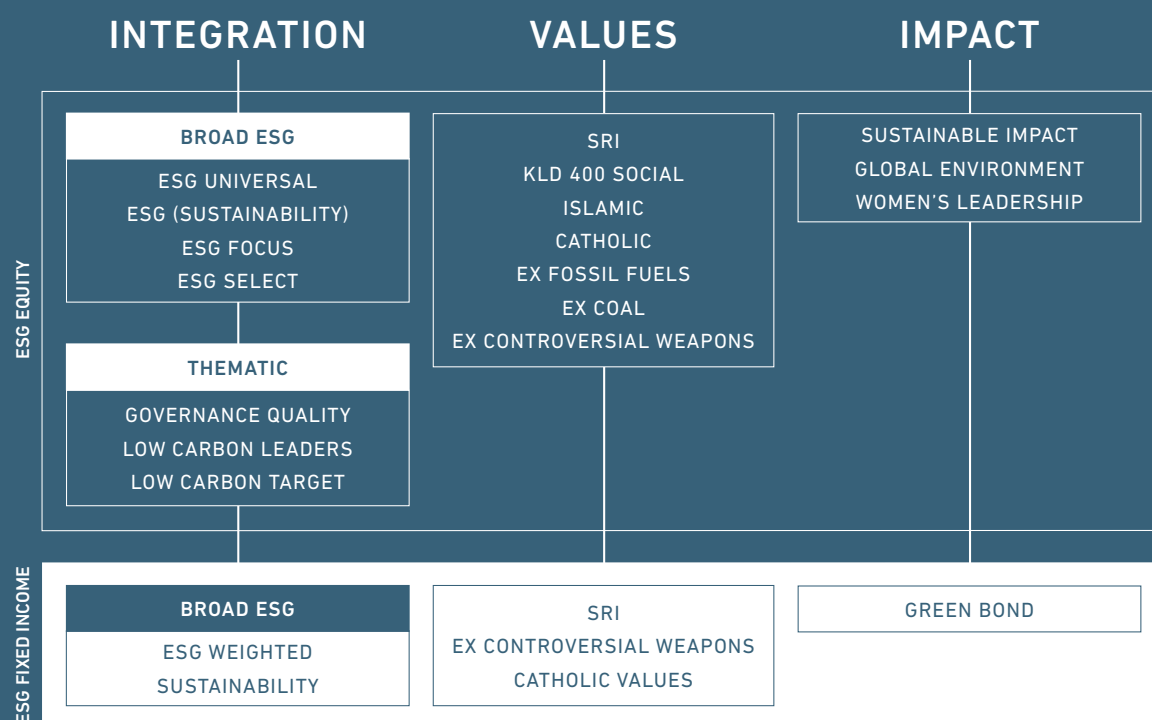 INTEGRATION
VALUES
IMPACT
ESG EQUITY
BROAD ESG
ESG UNIVERSAL
ESG (SUSTAINABILITY)
ESG FOCUS
ESG SELECT
THEMATIC
GOVERNANCE QUALITY
LOW CARBON LEADERS
LOW CARBON TARGET
SRI
KLD 400 SOCIAL
ISLAMIC
CATHOLIC
EX FOSSIL FUELS
EX COAL
EX CONTROVERSIAL WEAPONS
SUSTAINABLE IMPACT
GLOBAL ENVIRONMENT
WOMEN'S LEADERSHIP
ESG FIXED INCOME
BROAD ESG
ESG WEIGHTED
SUSTAINABILITY
SRI
EX CONTROVERSIAL WEAPONS
CATHOLIC VALUES
GREEN BOND